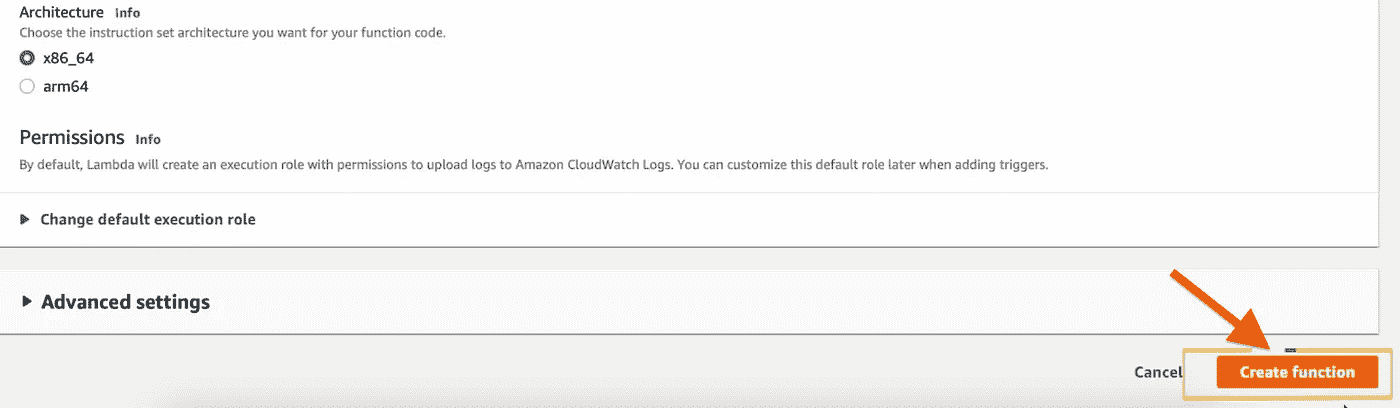 Architecture Info
Choose the instruction set architecture you want for your function code.
x86_64
arm64
Permissions Info
By default, Lambda will create an execution role with permissions to upload logs to Amazon CloudWatch Logs. You can customize this default role later when adding triggers.
Change default execution role
Advanced settings
Cancel Create function